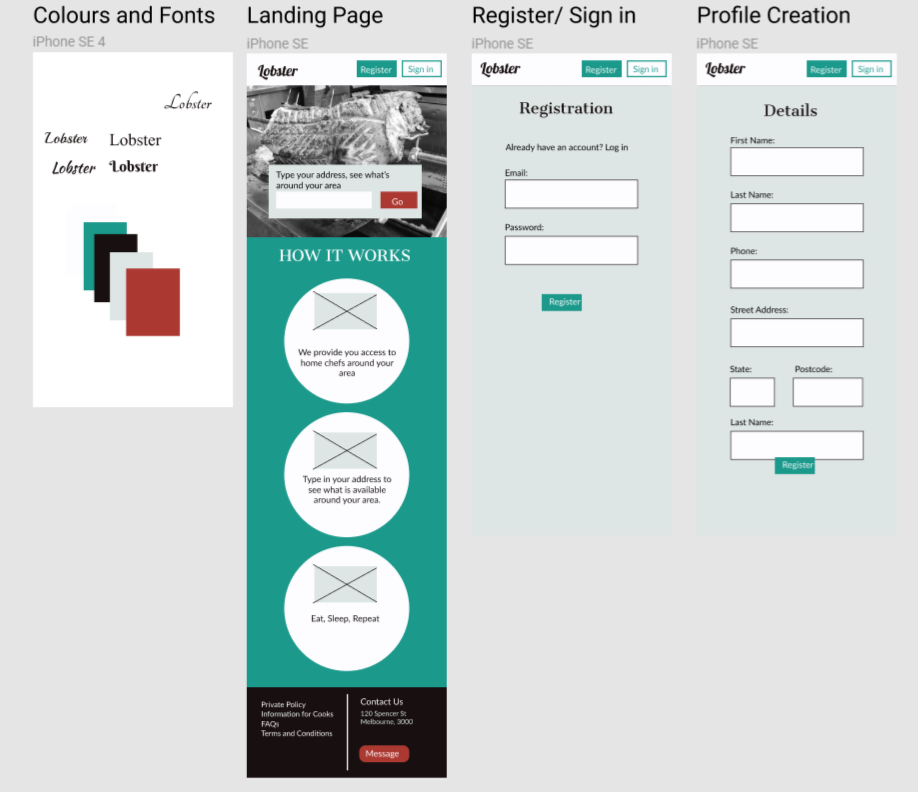 Colours and Fonts
iPhone SE 4
Lobster
Lobster
Lobster
Lobster
Lobster
Landing Page
iPhone SE
Lobster
Register
Sign in
Type your address, see what's
around your area
Go
HOW IT WORKS
We provide you access to
home chefs around your
area
Type in your address to
see what is available
around your area.
Eat, Sleep, Repeat
Private Policy
Information for Cooks
FAQs
Terms and Conditions
Contact Us
120 Spencer St
Melbourne, 3000
Message
Register/ Sign in
iPhone SE
Lobster
Register
Sign in
Registration
Already have an account? Log in
Email:
Password:
Register
Profile Creation
iPhone SE
Lobster
Register
Sign in
Details
First Name:
Last Name:
Phone:
Street Address:
State:
Postcode:
Last Name:
Register